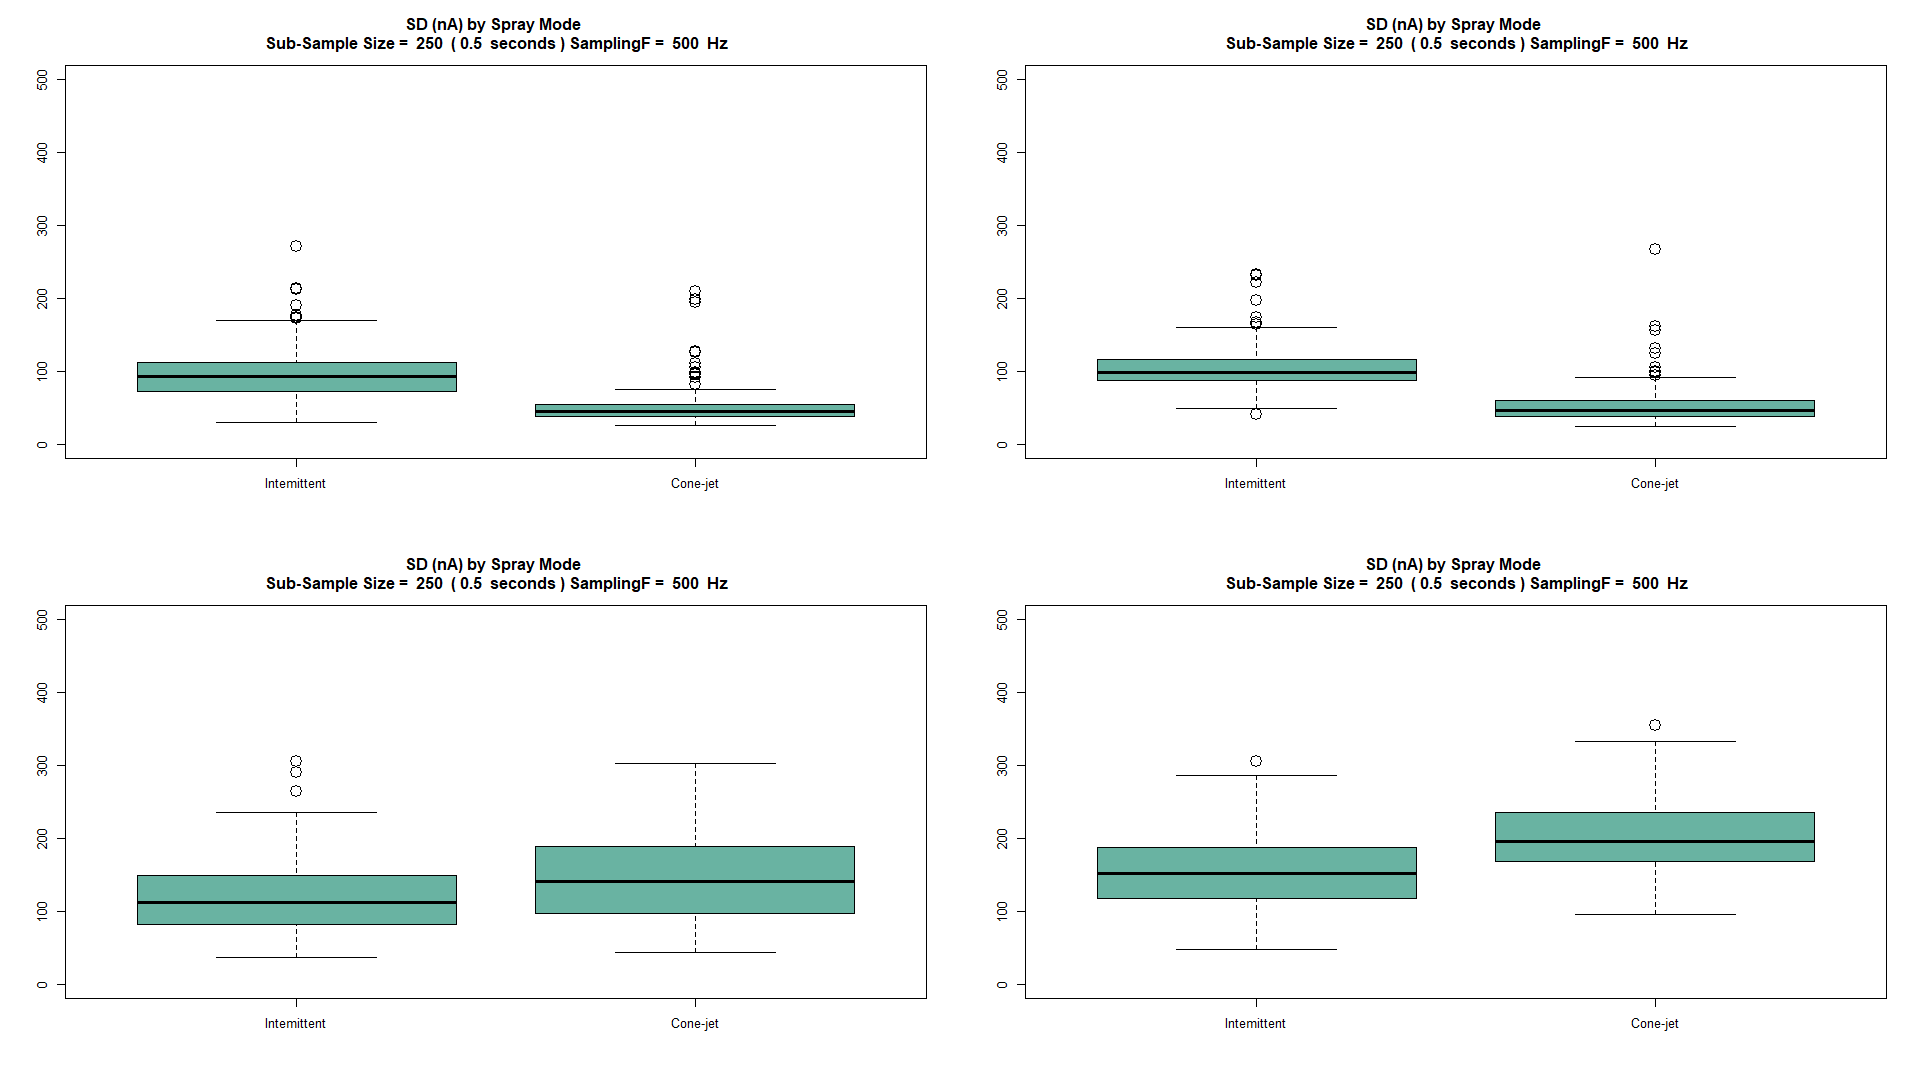 SD (nA) by Spray Mode
Sub-Sample Size = 250 ( 0.5 seconds ) SamplingF = 500 Hz
500
400
300
200
100
0
Intemittent Cone-jet
SD (nA) by Spray Mode
Sub-Sample Size = 250 ( 0.5 seconds ) SamplingF = 500 Hz
500
400
300
200
100
0
Intemittent Cone-jet
SD (nA) by Spray Mode
Sub-Sample Size = 250 ( 0.5 seconds ) SamplingF = 500 Hz
500
400
300
200
100
0
Intemittent Cone-jet
SD (nA) by Spray Mode
Sub-Sample Size = 250 ( 0.5 seconds ) SamplingF = 500 Hz
500
400
300
200
100
0
Intemittent Cone-jet